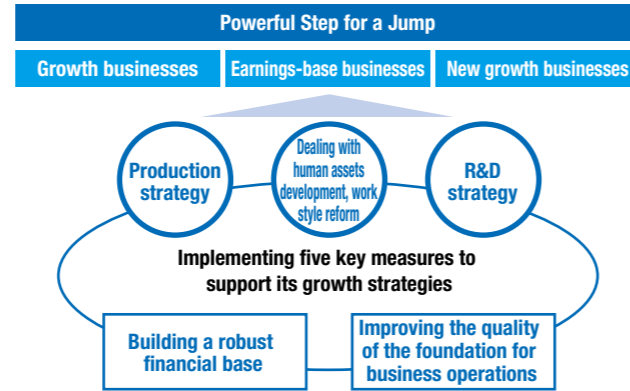 Powerful Step for a Jump
Growth businesses
Earnings-base businesses
New growth businesses
Production
strategy
Dealing with
human assets
development, work
style reform
R&D
strategy
Implementing five key measures to
support its growth strategies
Building a robust
financial base
Improving the quality
of the foundation for
business operations